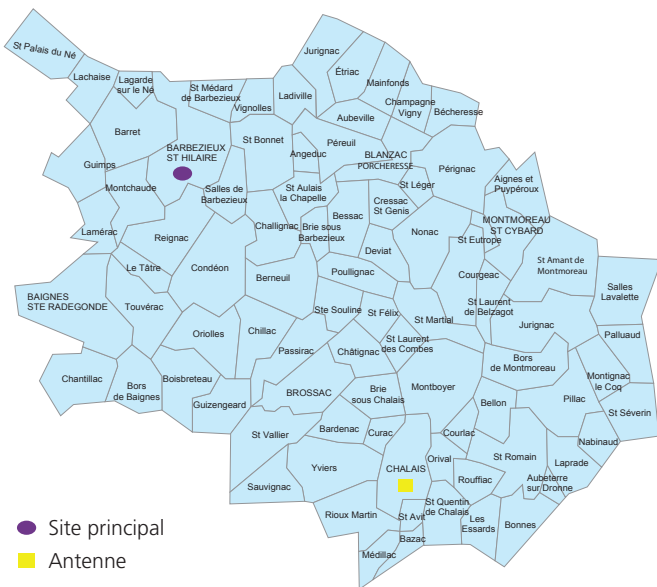 Jurignac
St Palais du Né
Étriac
Lachaise
Lagarde
sur le Né
Mainfonds
St Médard
de Barbezieux
Ladiville
Vignolles
Champagne
Vigny
Bécheresse
Aubeville
Barret
St Bonnet
Péreuil
BARBEZIEUX
ST HILAIRE
Angeduc
BLANZAC
PORCHERESSE
Guimps
Pérignac
Aignes et
Puypéroux
Montchaude
Salles de
Barbezieux
St Aulais
la Chapelle
St Léger
Cressac
St Genis
Bessac
MONTMOREAU
ST CYBARD
Lamérac
Reignac
Challignac
Brie sous
Barbezieux
Nonac
St Eutrope
Deviat
St Amant de
Montmoreau
Le Tâtre
Condéon
Poullignac
Berneuil
Courgeac
Salles
Lavalette
BAIGNES
STE RADEGONDE
Touvérac
Ste Souline
St Félix
St Martial
St Laurent
de Belzagot
Jurignac
Oriolles
Chillac
Palluaud
Passirac
Châtignac
St Laurent
des Combes
Bors
de Montmoreau
Chantillac
Bors
de Baignes
Boisbreteau
Montboyer
Montignac
le Coq
Guizengeard
BROSSAC
Brie
sous Chalais
Bellon
Pillac
St Séverin
St Vallier
Bardenac
Curac
Courlac
Nabinaud
Yviers
CHALAIS
Orival
St Romain
Laprade
Sauvignac
Rouffiac
Aubeterre
sur Dronne
Rioux Martin
St Quentin
de Chalais
St Avit
Les
Essards
Bonnes
Site principal
Bazac
Médillac
Antenne